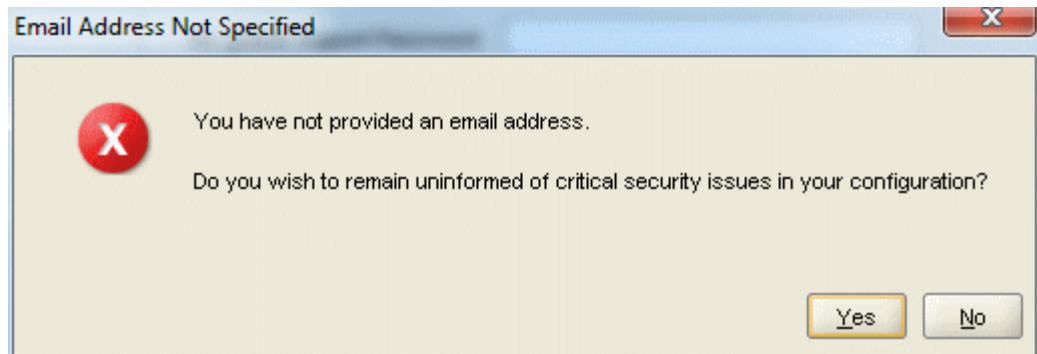 Email Address Not Specified
You have not provided an email address.
Do you wish to remain uninformed of critical security issues in your configuration?
Yes
No